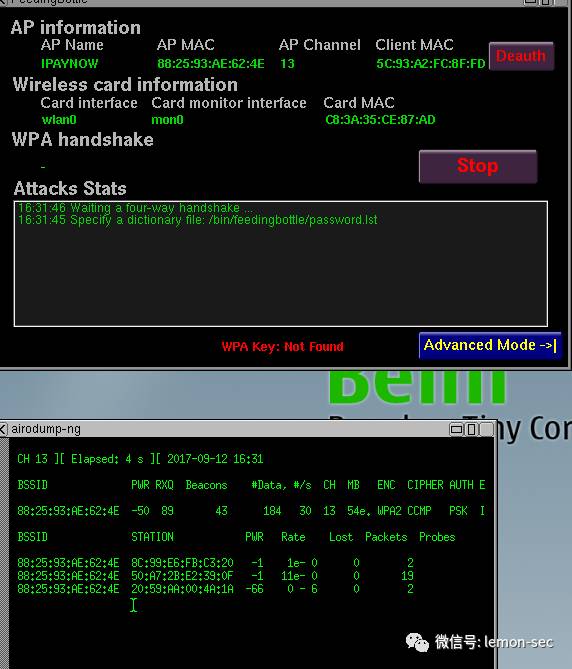 FeedingBottle
AP information
AP Name AP MAC AP Channel Client MAC
IPAYNOW 88:25:93:AE:62:4E 13 5C:93:A2:FC:8F:FD Deauth
Wireless card information
Card interface Card monitor interface Card MAC
wlan0 mon0 C8:3A:35:CE:87:AD
WPA handshake
-
Stop
Attacks Stats
16:31:46 Waiting a four-way handshake ...
16:31:45 Specify a dictionary file: /bin/feedingbottle/password.lst
WPA Key: Not Found
Advanced Mode ->|
Beini
Tiny Cor
airodump-ng
CH 13 ][ Elapsed: 4 s ][ 2017-09-12 16:31
BSSID PWR RXQ Beacons #Data, #/s CH MB ENC CIPHER AUTH E
88:25:93:AE:62:4E -50 89 43 184 30 13 54e. WPA2 CCMP PSK I
BSSID STATION PWR Rate Lost Packets Probes
88:25:93:AE:62:4E 8C:99:E6:FB:C3:20 -1 1e- 0 0 2
88:25:93:AE:62:4E 50:A7:2B:E2:39:0F -1 11e- 0 0 19
88:25:93:AE:62:4E 20:59:AA:00:4A:1A -66 0 - 6 0 2
微信号: lemon-sec